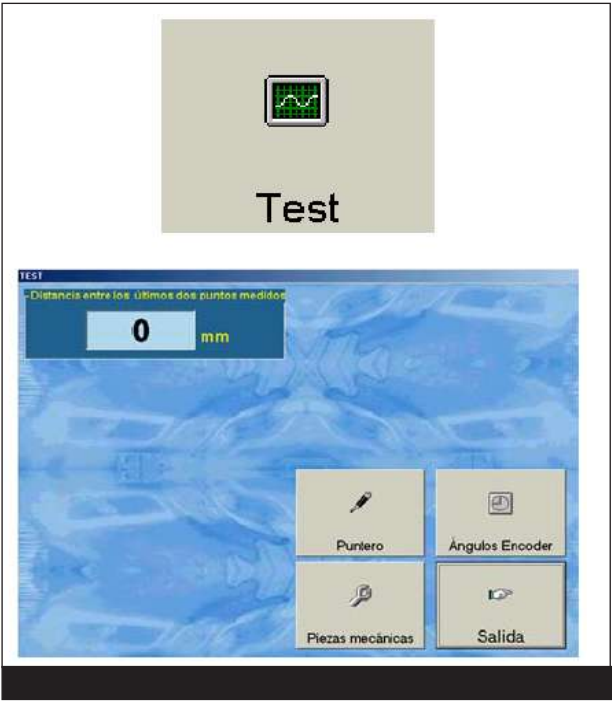 Test
TEST
Distancia entre los últimos dos puntos medidos
0 mm
Puntero
Ángulos Encoder
Piezas mecánicas
Salida